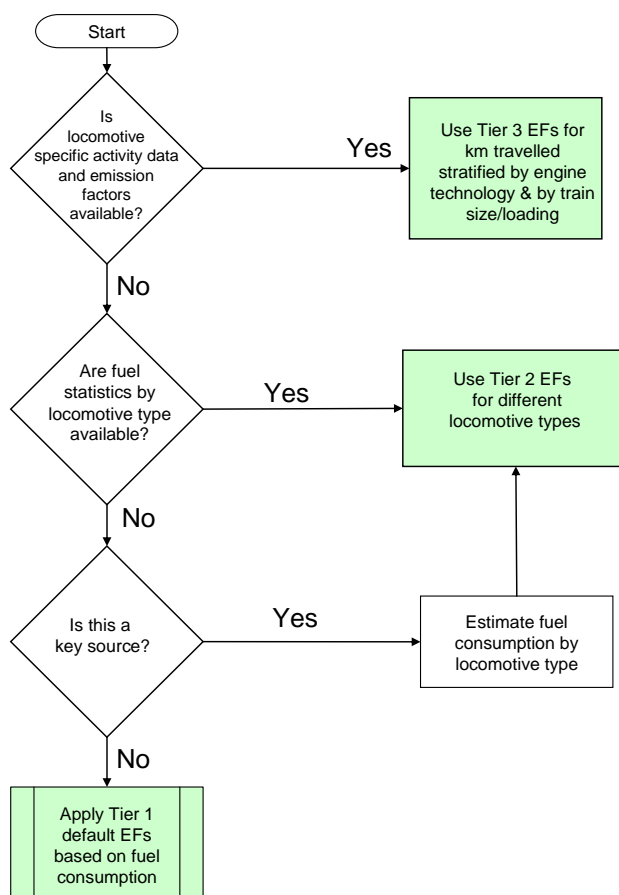 Start
Is
locomotive
specific activity data
and emission
factors
available?
Yes
Use Tier 3 EFs for
km travelled
stratified by engine
technology & by train
size/loading
No
Are fuel
statistics by
locomotive type
available?
Yes
Use Tier 2 EFs
for different
locomotive types
No
Is this a
key source?
Yes
Estimate fuel
consumption by
locomotive type
No
Apply Tier 1
default EFs
based on fuel
consumption